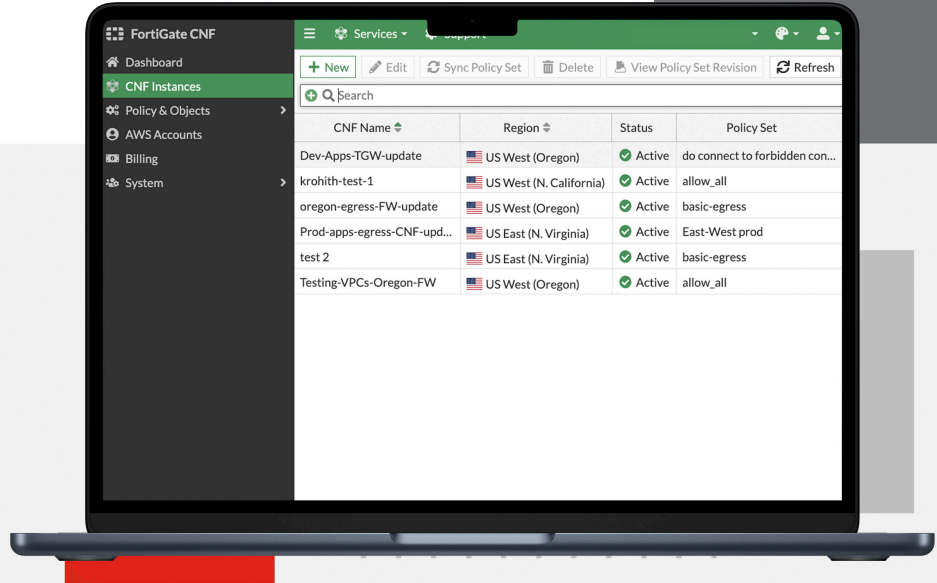 FortiGate CNF
Services
Support
Dashboard
CNF Instances
Policy & Objects
AWS Accounts
Billing
System
New Edit Sync Policy Set Delete View Policy Set Revision Refresh
Search
CNF Name Region Status Policy Set
Dev-Apps-TGW-update US West (Oregon) Active do connect to forbidden con...
krohith-test-1 US West (N. California) Active allow_all
oregon-egress-FW-update US West (Oregon) Active basic-egress
Prod-apps-egress-CNF-upd... US East (N. Virginia) Active East-West prod
test 2 US East (N. Virginia) Active basic-egress
Testing-VPCs-Oregon-FW US West (Oregon) Active allow_all